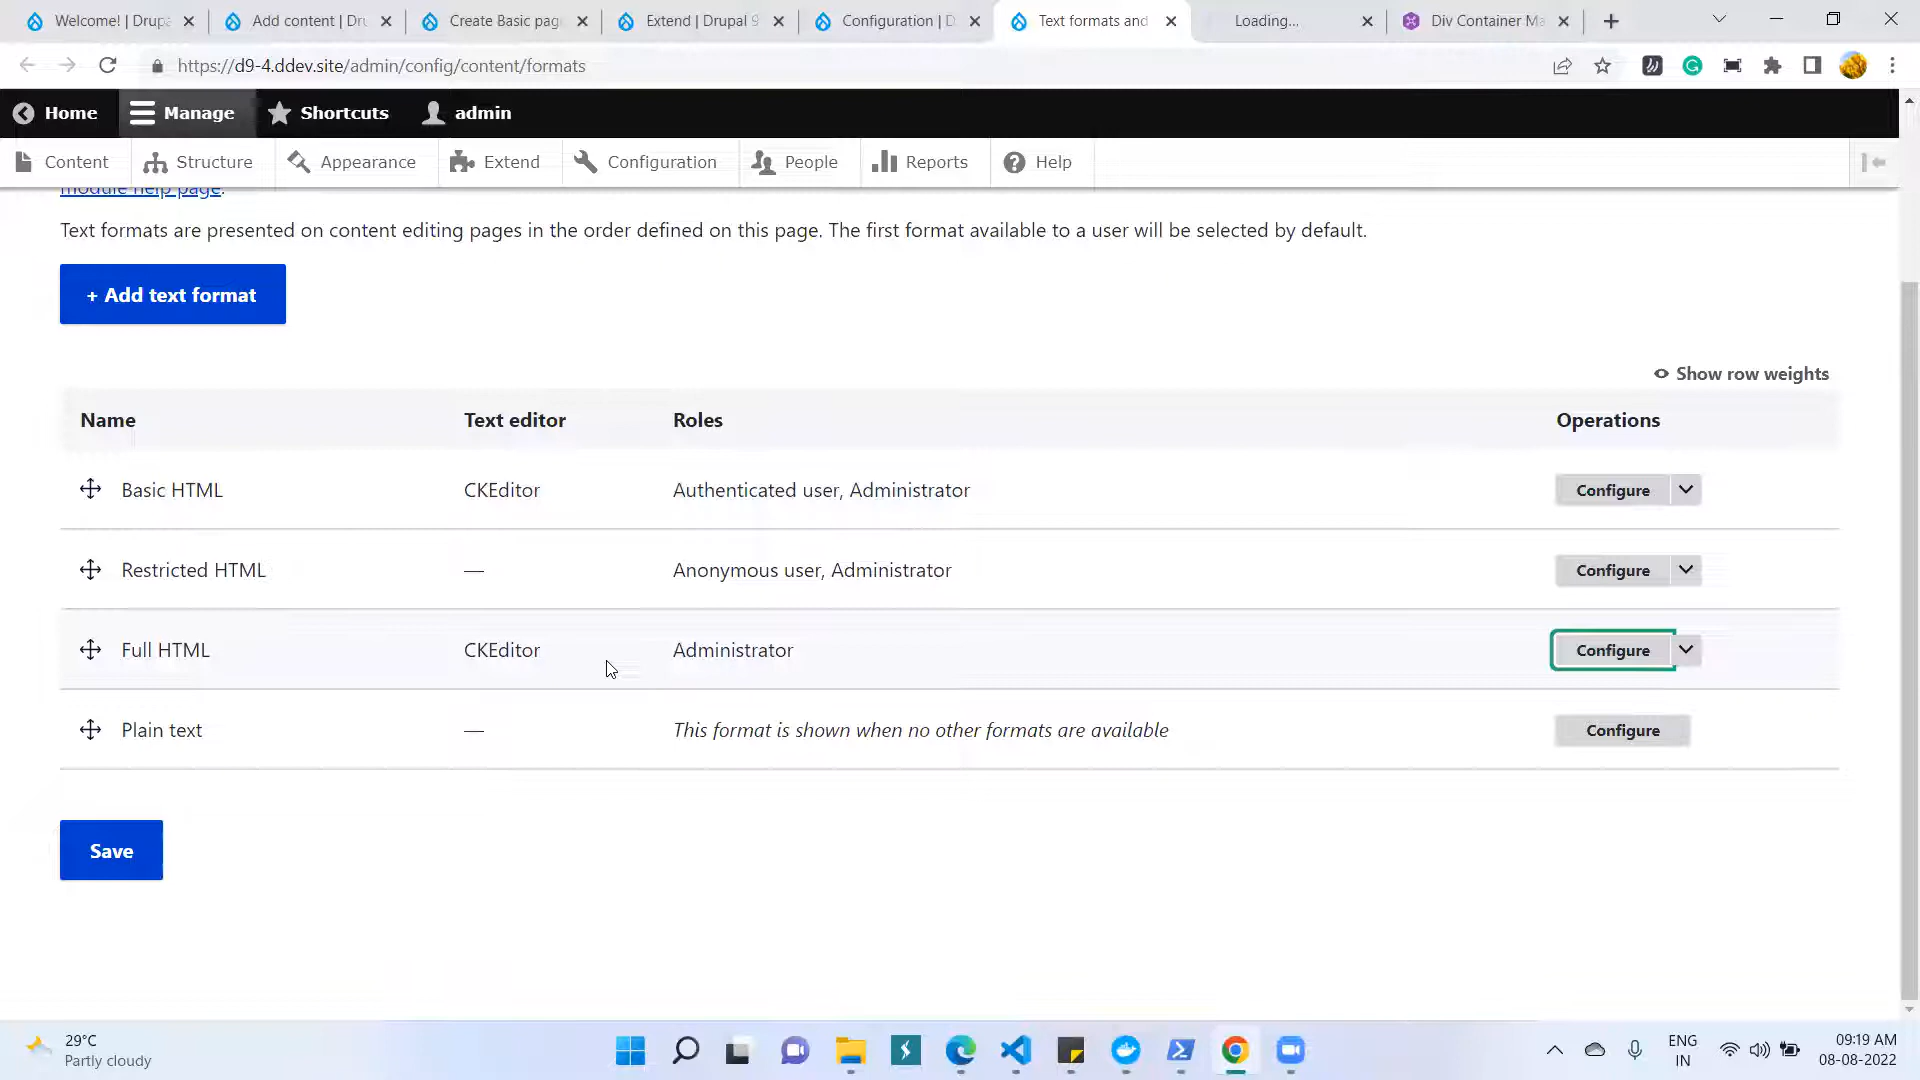 Welcome! | Drupa
Add content | Dru
Create Basic page
Extend | Drupal 9
Configuration | D
Text formats and
Loading...
Div Container Ma
https://d9-4.ddev.site/admin/config/content/formats
Home
Manage
Shortcuts
admin
Content
Structure
Appearance
Extend
Configuration
People
Reports
Help
module help page.
Text formats are presented on content editing pages in the order defined on this page. The first format available to a user will be selected by default.
+ Add text format
Show row weights
Name Text editor Roles Operations
Basic HTML CKEditor Authenticated user, Administrator Configure
Restricted HTML — Anonymous user, Administrator Configure
Full HTML CKEditor Administrator Configure
Plain text — This format is shown when no other formats are available Configure
Save
29°C
Partly cloudy
ENG
IN
09:19 AM
08-08-2022